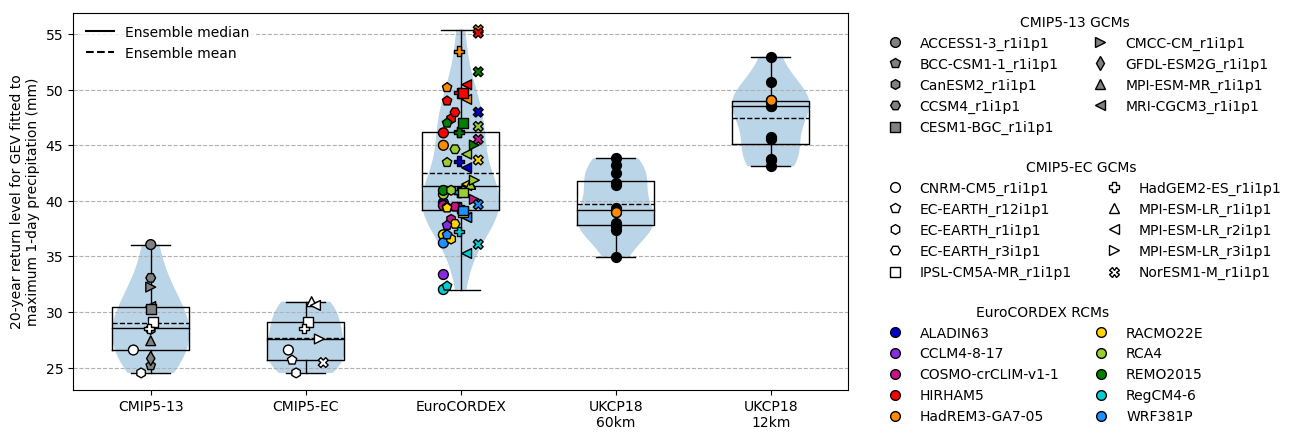 Ensemble median
Ensemble mean
20-year return level for GEV fitted to
maximum 1-day precipitation (mm)
55
50
45
40
35
30
25
CMIP5-13
CMIP5-EC
EuroCORDEX
UKCP18
60km
UKCP18
12km
CMIP5-13 GCMs
ACCESS1-3_r1i1p1
BCC-CSM1-1_r1i1p1
CanESM2_r1i1p1
CCSM4_r1i1p1
CESM1-BGC_r1i1p1
CMCC-CM_r1i1p1
GFDL-ESM2G_r1i1p1
MPI-ESM-MR_r1i1p1
MRI-CGCM3_r1i1p1
CMIP5-EC GCMs
CNRM-CM5_r1i1p1
EC-EARTH_r12i1p1
EC-EARTH_r1i1p1
EC-EARTH_r3i1p1
IPSL-CM5A-MR_r1i1p1
HadGEM2-ES_r1i1p1
MPI-ESM-LR_r1i1p1
MPI-ESM-LR_r2i1p1
MPI-ESM-LR_r3i1p1
NorESM1-M_r1i1p1
EuroCORDEX RCMs
ALADIN63
CCLM4-8-17
COSMO-crCLIM-v1-1
HIRHAM5
HadREM3-GA7-05
RACMO22E
RCA4
REMO2015
RegCM4-6
WRF381P